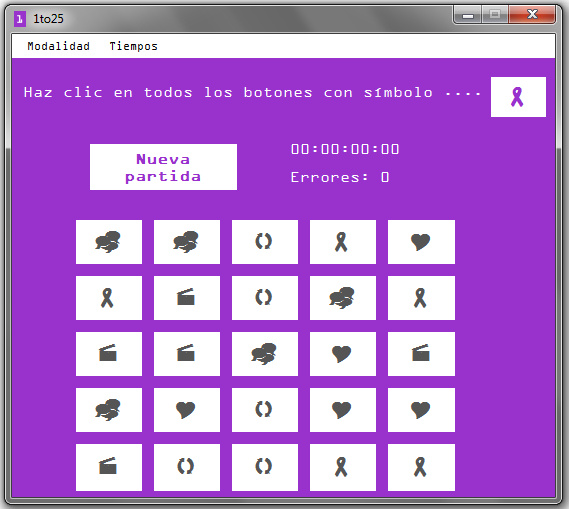 1 1to25
Modalidad Tiempos
Haz clic en todos los botones con símbolo ....
Nueva
partida
00:00:00:00
Errores: 0